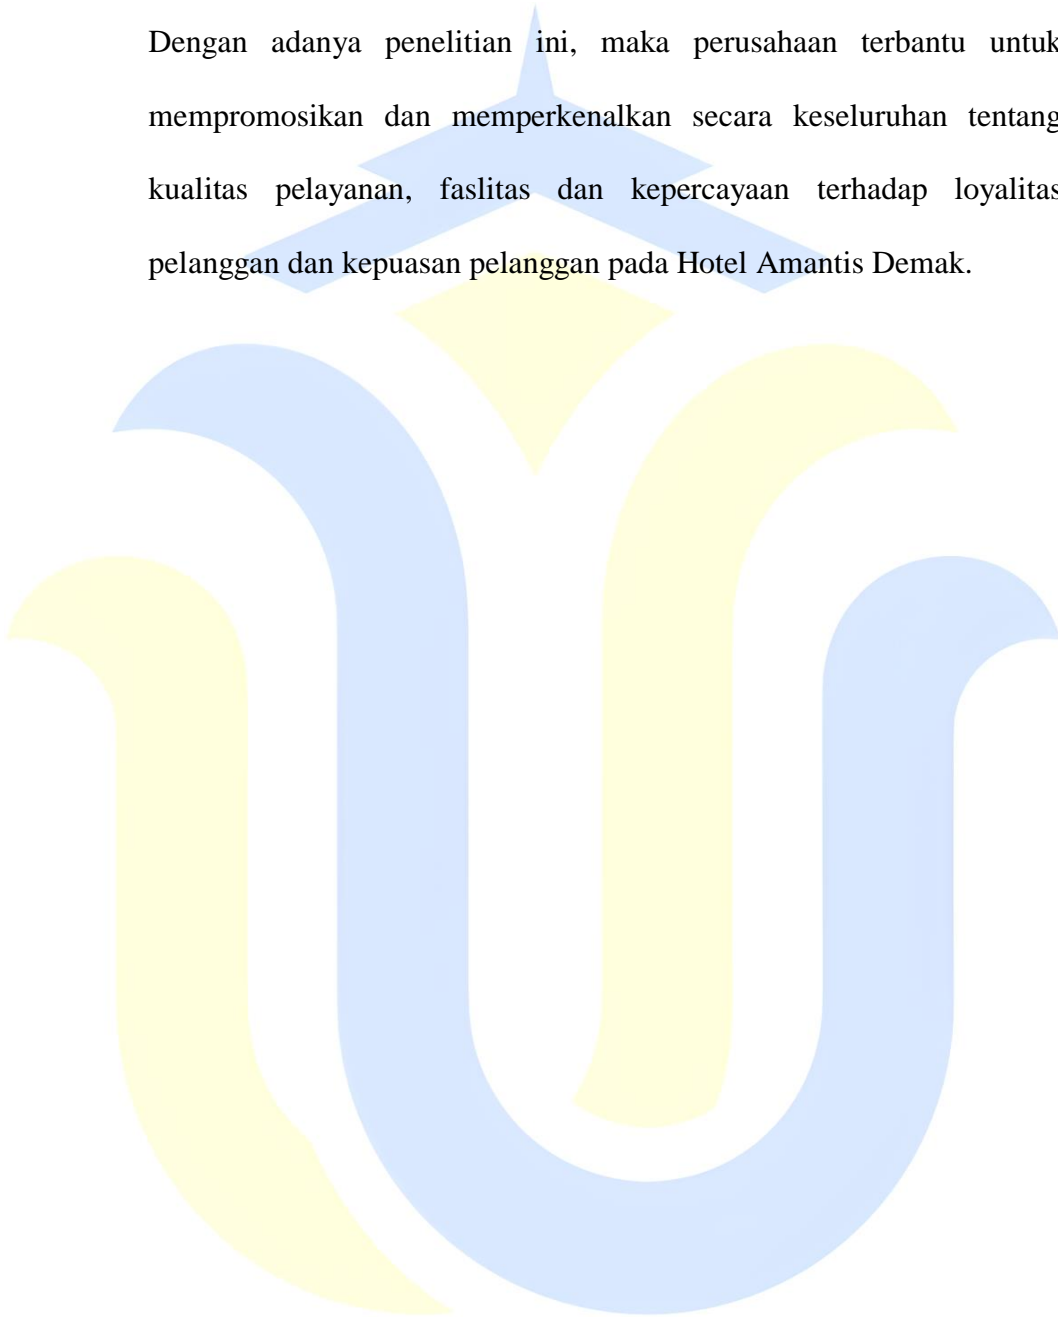 Dengan adanya penelitian ini, maka perusahaan terbantu untuk
mempromosikan dan memperkenalkan secara keseluruhan tentang
kualitas pelayanan, faslitas dan kepercayaan terhadap loyalitas
pelanggan dan kepuasan pelanggan pada Hotel Amantis Demak.